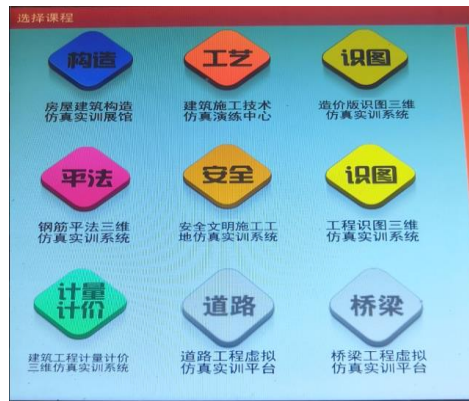 选择课程
构造
工艺
识图
房屋建筑构造
仿真实训展馆
建筑施工技术
仿真演练中心
造价版识图三维
仿真实训系统
平法
安全
识图
钢筋平法三维
仿真实训系统
安全文明施工工
地仿真实训系统
工程识图三维
仿真实训系统
计量
计价
道路
桥梁
建筑工程计量计价
三维仿真实训系统
道路工程虚拟
仿真实训平台
桥梁工程虚拟
仿真实训平台